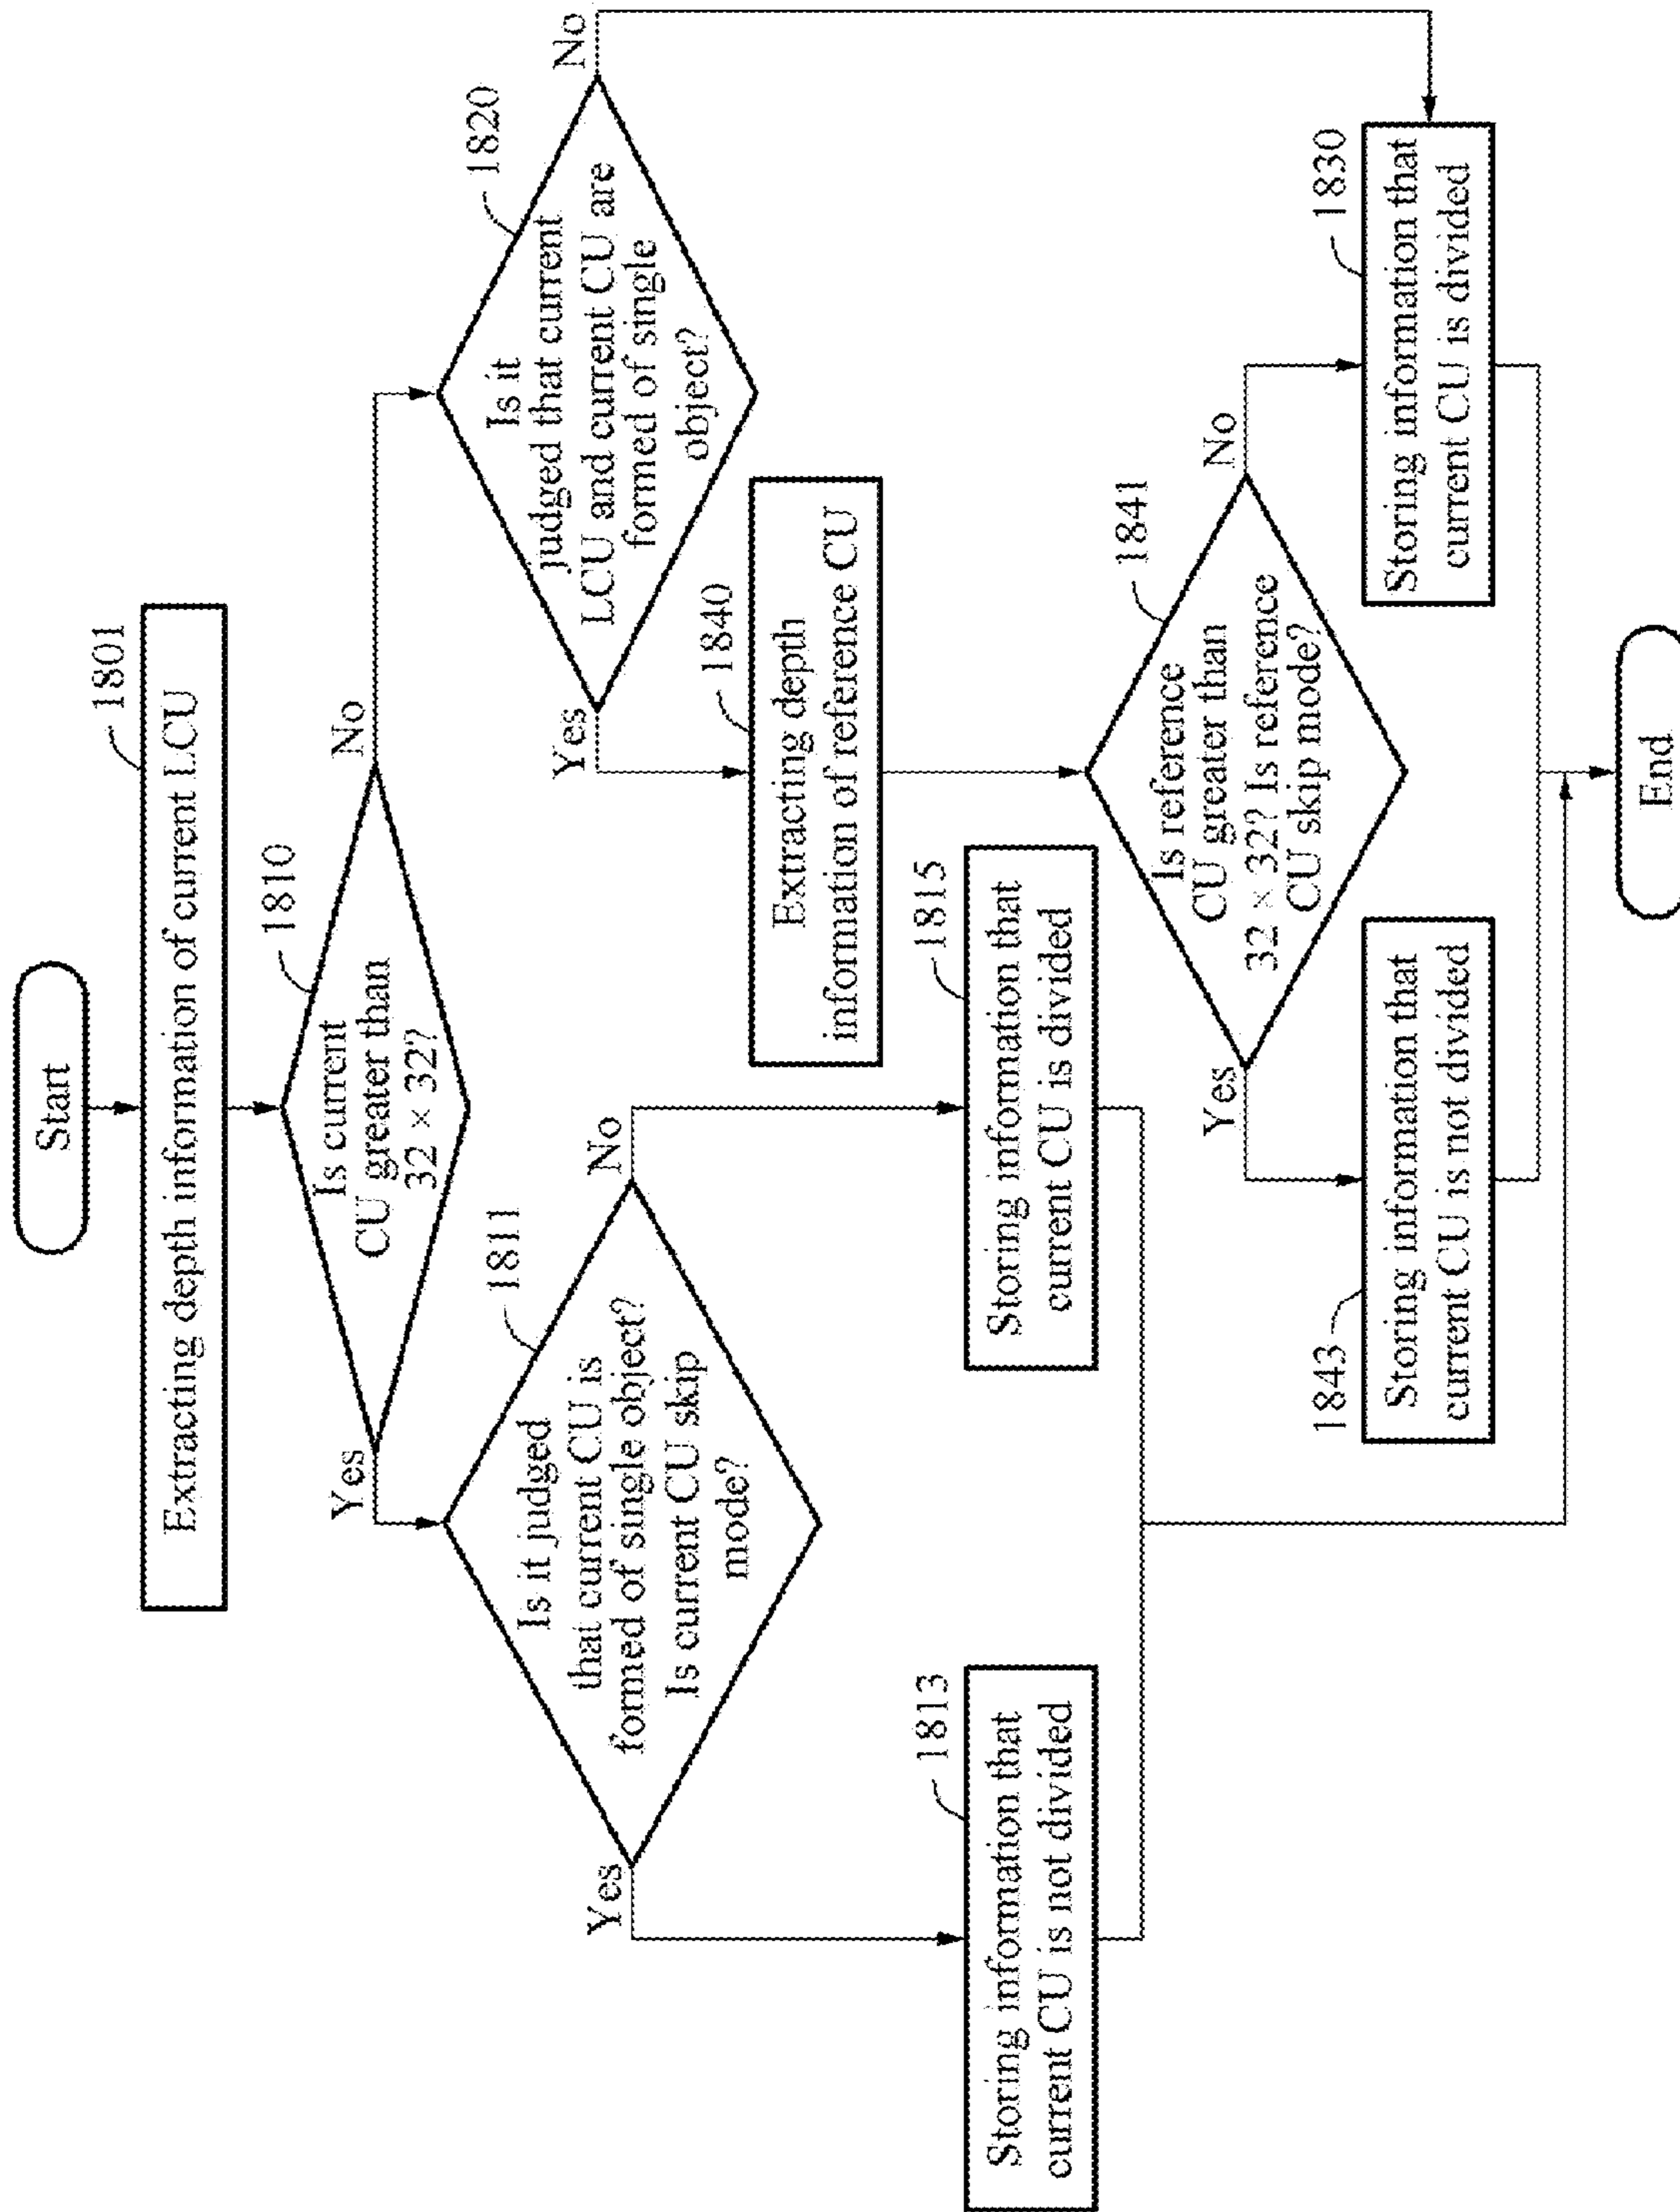 Start
Extracting depth information of current LCU
1801
Is current
CU greater than
32 × 32?
1810
Yes
No
Is it judged
that current CU is
formed of single object?
Is current CU skip
mode?
1811
Yes
No
Is it
judged that current
LCU and current CU are
formed of single
object?
1820
Yes
No
Extracting depth
information of reference CU
1840
Storing information that
current CU is not divided
1813
Storing information that
current CU is divided
1815
Is reference
CU greater than
32 × 32? Is reference
CU skip mode?
1841
Yes
No
Storing information that
current CU is not divided
1843
Storing information that
current CU is divided
1830
End